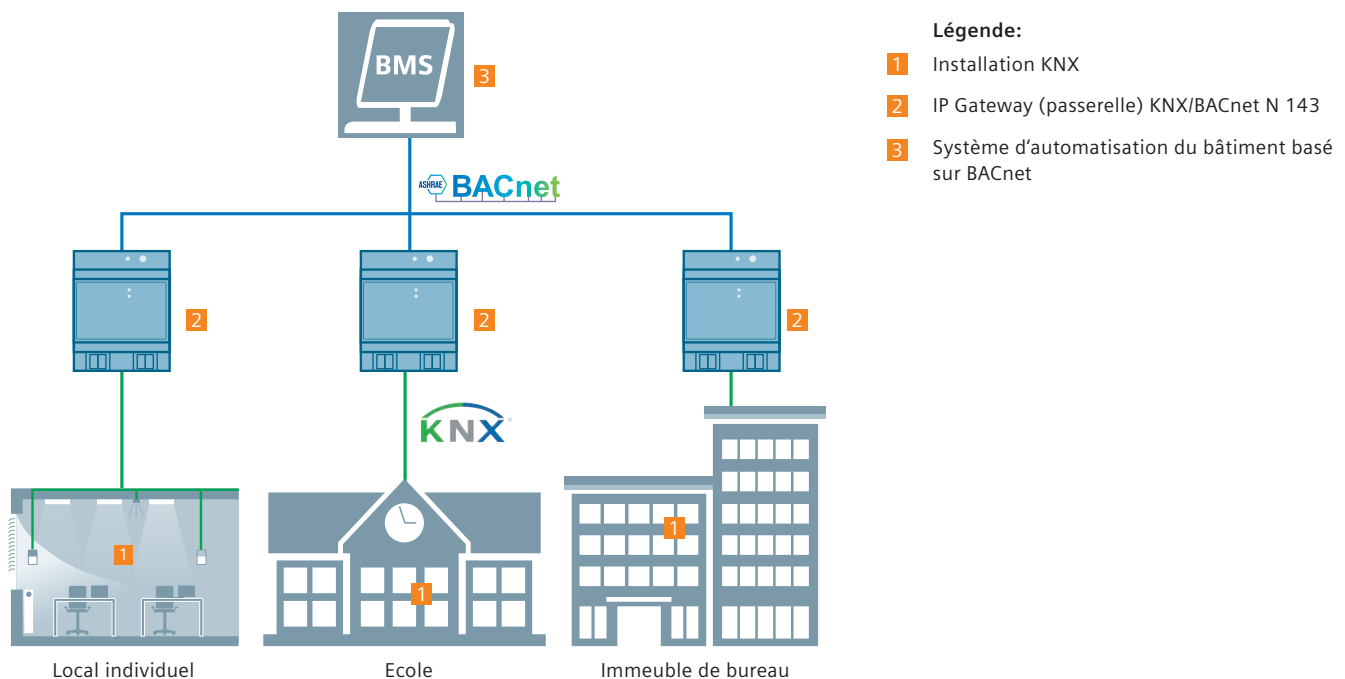 BMS
3
ASHRAE BACnet
2
2
2
KNX
1
1
1
Local individuel
Ecole
Immeuble de bureau
Légende:
1 Installation KNX
2 IP Gateway (passerelle) KNX/BACnet N 143
3 Système d’automatisation du bâtiment basé
sur BACnet